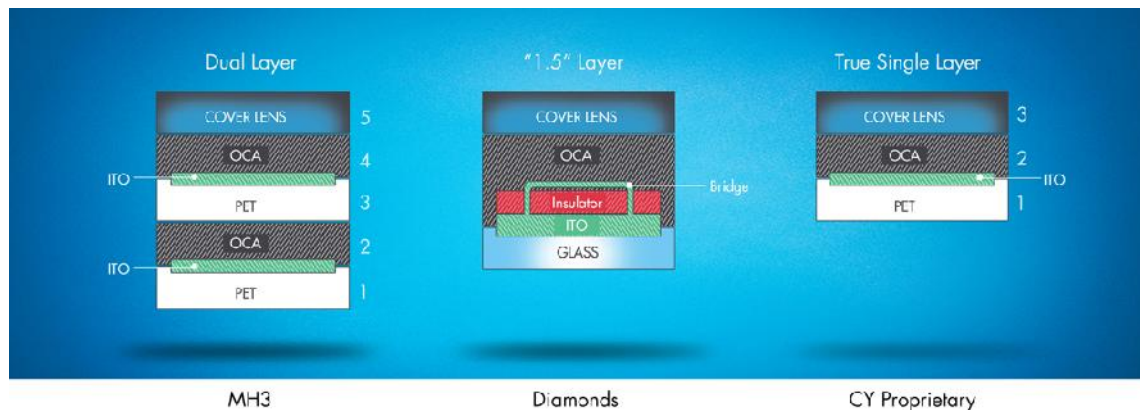 Dual Layer
"1.5" Layer
True Single Layer
COVER LENS 5
OCA 4
ITO
PET 3
OCA 2
ITO
PET 1
COVER LENS
OCA
Bridge
Insulator
ITO
GLASS
COVER LENS 3
OCA 2
ITO
PET 1
MH3
Diamonds
CY Proprietary